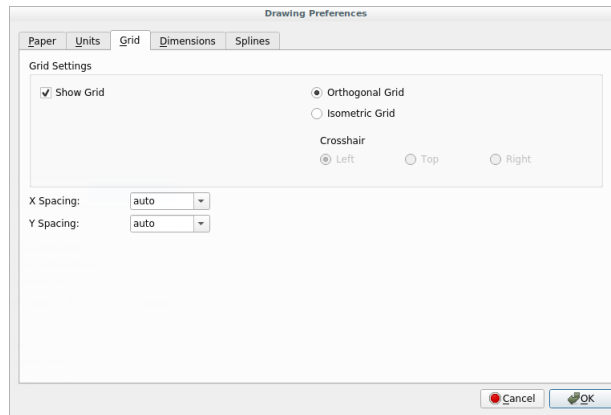 Drawing Preferences
Paper Units Grid Dimensions Splines
Grid Settings
Show Grid
Orthogonal Grid
Isometric Grid
Crosshair
Left Top Right
X Spacing: auto
Y Spacing: auto
Cancel OK